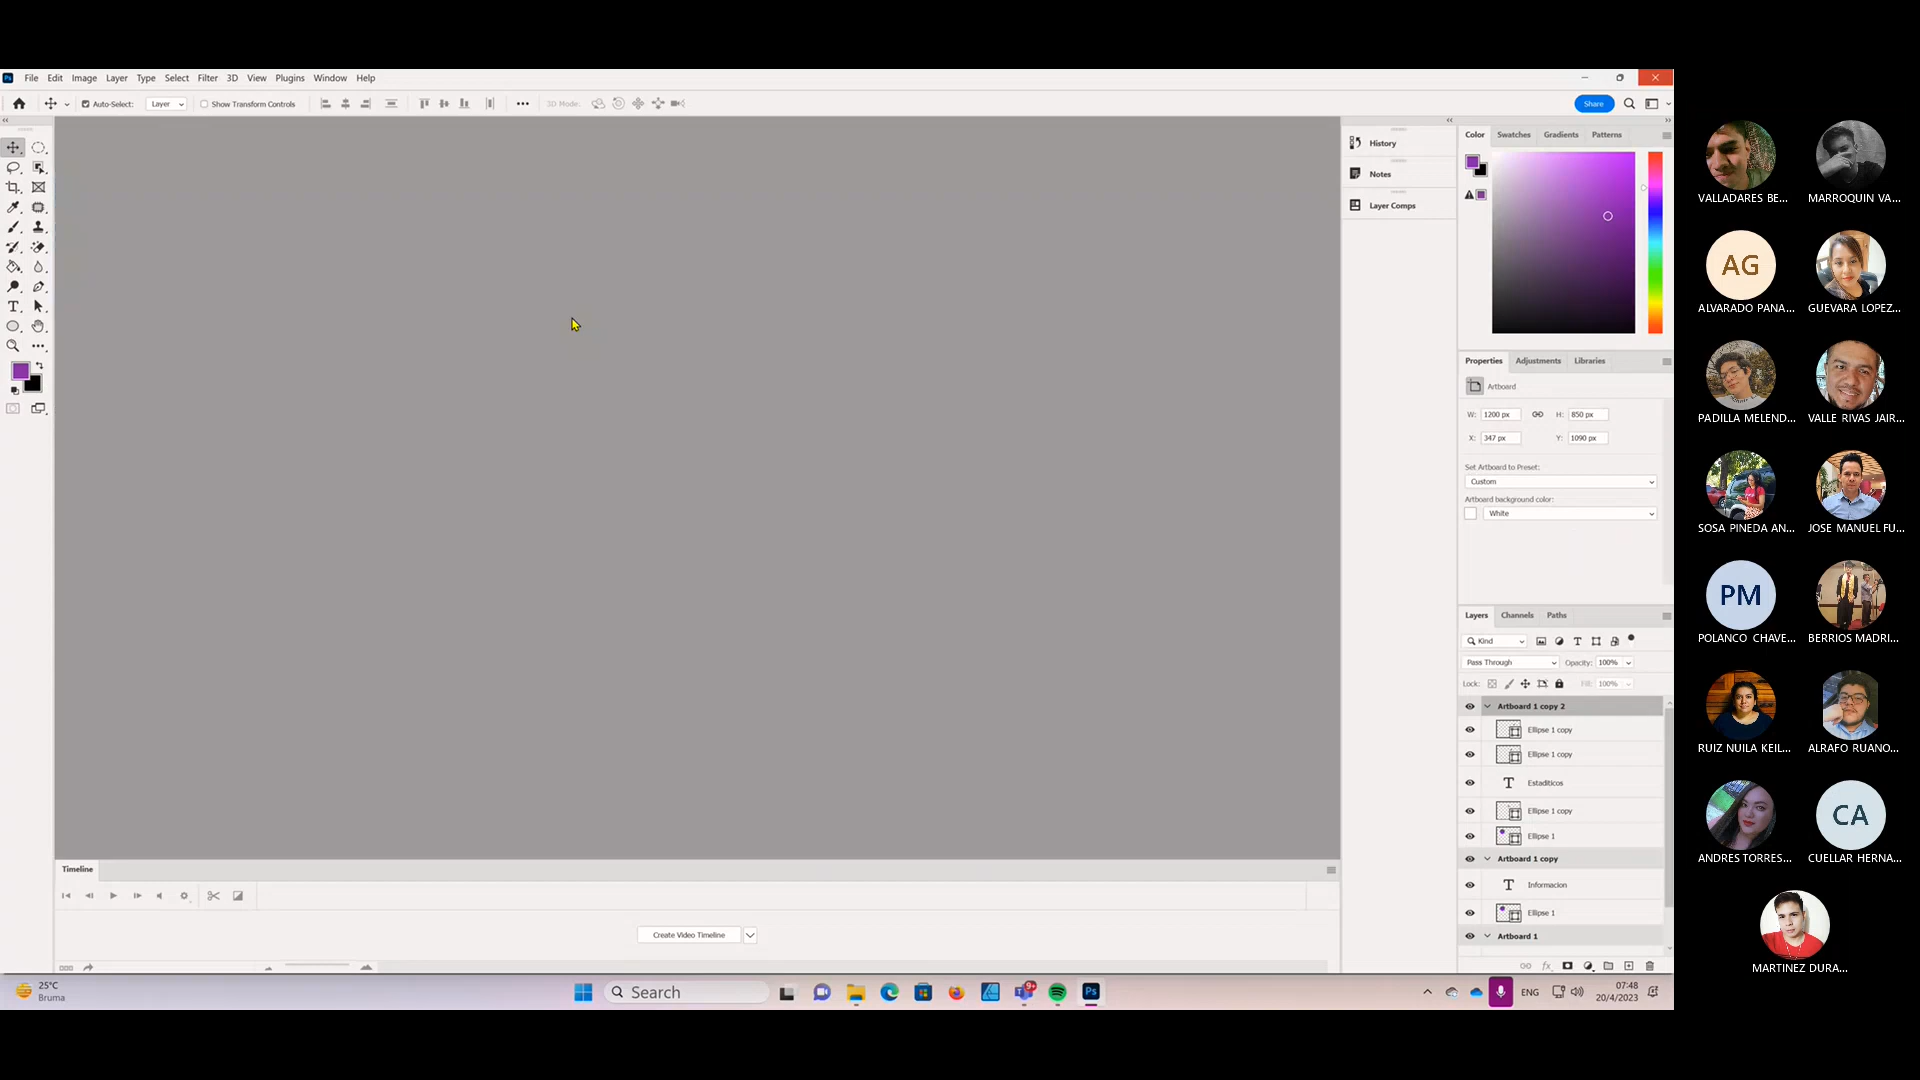 File Edit Image Layer Type Select Filter 3D View Plugins Window Help
Auto-Select: Layer Show Transform Controls 3D Mode: Share
History
Notes
Layer Comps
Color Swatches Gradients Patterns
Properties Adjustments Libraries
Artboard
W: 1200 px H: 850 px
X: 347 px Y: 1090 px
Set Artboard to Preset:
Custom
Artboard background color:
White
Layers Channels Paths
Kind
Pass Through Opacity: 100%
Lock: Fill: 100%
Artboard 1 copy 2
Ellipse 1 copy
Ellipse 1 copy
Estaditicos
Ellipse 1 copy
Ellipse 1
Artboard 1 copy
Informacion
Ellipse 1
Artboard 1
Timeline
Create Video Timeline
25°C
Bruma
Search
9+
Ps
ENG
07:48
20/4/2023
VALLADARES BE... MARROQUIN VA...
AG
ALVARADO PANA... GUEVARA LOPEZ...
PADILLA MELEND... VALLE RIVAS JAIR...
SOSA PINEDA AN... JOSE MANUEL FU...
PM
POLANCO CHAVE... BERRIOS MADRI...
RUIZ NUILA KEIL... ALRAFO RUANO...
CA
ANDRES TORRES... CUELLAR HERNA...
MARTINEZ DURA...